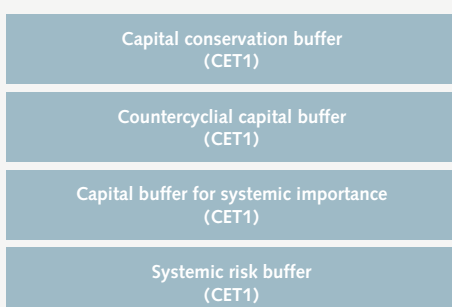 Capital conservation buffer
(CET1)
Countercyclial capital buffer
(CET1)
Capital buffer for systemic importance
(CET1)
Systemic risk buffer
(CET1)